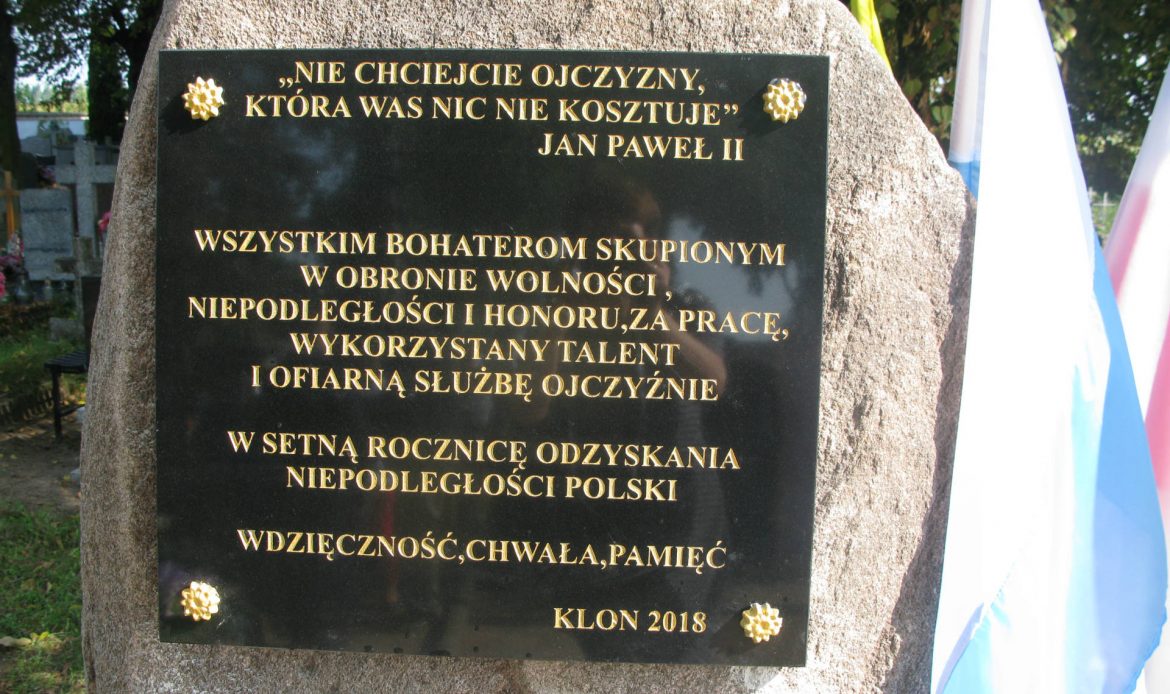 „NIE CHCIEJCIE OJCZYZNY,
KTÓRA WAS NIC NIE KOSZTUJE”
JAN PAWEŁ II
WSZYSTKIM BOHATEROM SKUPIONYM
W OBRONIE WOLNOŚCI ,
NIEPODLEGŁOŚCI I HONORU,ZA PRACĘ,
WYKORZYSTANY TALENT
I OFIARNĄ SŁUŻBĘ OJCZYŹNIE
W SETNĄ ROCZNICĘ ODZYSKANIA
NIEPODLEGŁOŚCI POLSKI
WDZIĘCZNOŚĆ,CHWAŁA,PAMIĘĆ
KLON 2018